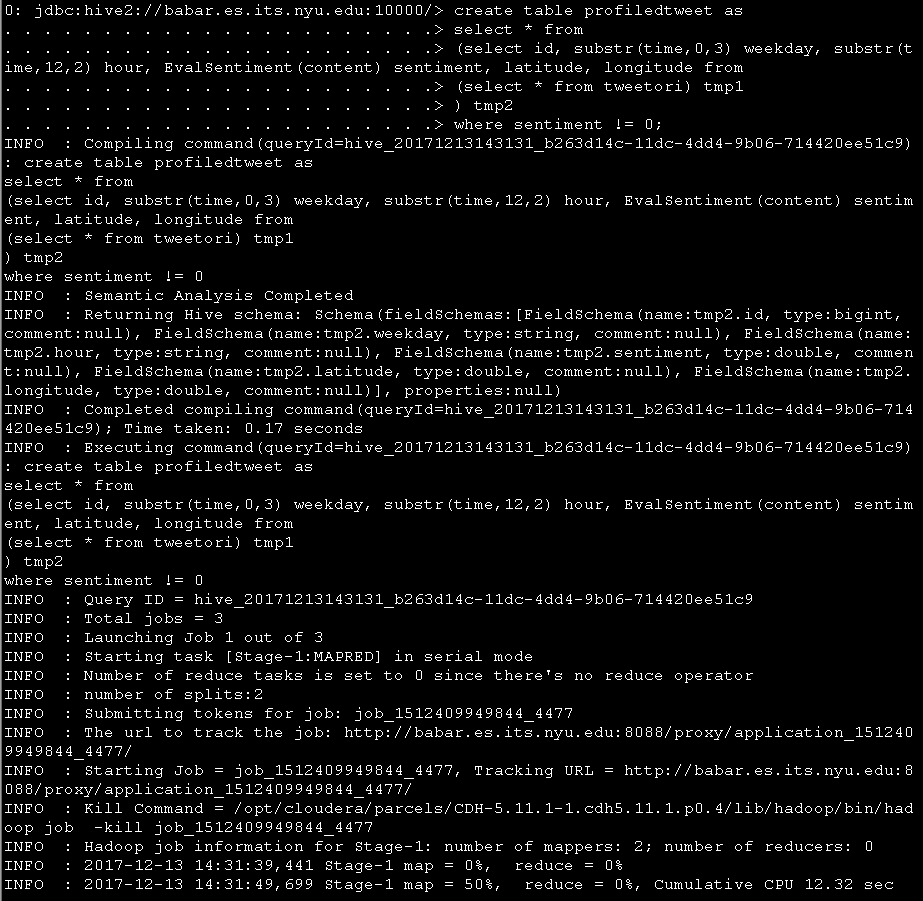 0: jdbc:hive2://babar.es.its.nyu.edu:10000/> create table profiledtweet as
. . . . . . . . . . . . . . . . . . . . . .> select * from
. . . . . . . . . . . . . . . . . . . . . .> (select id, substr(time,0,3) weekday, substr(t
ime,12,2) hour, EvalSentiment(content) sentiment, latitude, longitude from
. . . . . . . . . . . . . . . . . . . . . .> (select * from tweetori) tmp1
. . . . . . . . . . . . . . . . . . . . . .> ) tmp2
. . . . . . . . . . . . . . . . . . . . . .> where sentiment != 0;
INFO  : Compiling command(queryId=hive_20171213143131_b263d14c-11dc-4dd4-9b06-714420ee51c9)
: create table profiledtweet as
select * from
(select id, substr(time,0,3) weekday, substr(time,12,2) hour, EvalSentiment(content) sentim
ent, latitude, longitude from
(select * from tweetori) tmp1
) tmp2
where sentiment != 0
INFO  : Semantic Analysis Completed
INFO  : Returning Hive schema: Schema(fieldSchemas:[FieldSchema(name:tmp2.id, type:bigint, 
comment:null), FieldSchema(name:tmp2.weekday, type:string, comment:null), FieldSchema(name:
tmp2.hour, type:string, comment:null), FieldSchema(name:tmp2.sentiment, type:double, commen
t:null), FieldSchema(name:tmp2.latitude, type:double, comment:null), FieldSchema(name:tmp2.
longitude, type:double, comment:null)], properties:null)
INFO  : Completed compiling command(queryId=hive_20171213143131_b263d14c-11dc-4dd4-9b06-714
420ee51c9); Time taken: 0.17 seconds
INFO  : Executing command(queryId=hive_20171213143131_b263d14c-11dc-4dd4-9b06-714420ee51c9)
: create table profiledtweet as
select * from
(select id, substr(time,0,3) weekday, substr(time,12,2) hour, EvalSentiment(content) sentim
ent, latitude, longitude from
(select * from tweetori) tmp1
) tmp2
where sentiment != 0
INFO  : Query ID = hive_20171213143131_b263d14c-11dc-4dd4-9b06-714420ee51c9
INFO  : Total jobs = 3
INFO  : Launching Job 1 out of 3
INFO  : Starting task [Stage-1:MAPRED] in serial mode
INFO  : Number of reduce tasks is set to 0 since there's no reduce operator
INFO  : number of splits:2
INFO  : Submitting tokens for job: job_1512409949844_4477
INFO  : The url to track the job: http://babar.es.its.nyu.edu:8088/proxy/application_151240
9949844_4477/
INFO  : Starting Job = job_1512409949844_4477, Tracking URL = http://babar.es.its.nyu.edu:8
088/proxy/application_1512409949844_4477/
INFO  : Kill Command = /opt/cloudera/parcels/CDH-5.11.1-1.cdh5.11.1.p0.4/lib/hadoop/bin/had
oop job  -kill job_1512409949844_4477
INFO  : Hadoop job information for Stage-1: number of mappers: 2; number of reducers: 0
INFO  : 2017-12-13 14:31:39,441 Stage-1 map = 0%,  reduce = 0%
INFO  : 2017-12-13 14:31:49,699 Stage-1 map = 50%,  reduce = 0%, Cumulative CPU 12.32 sec